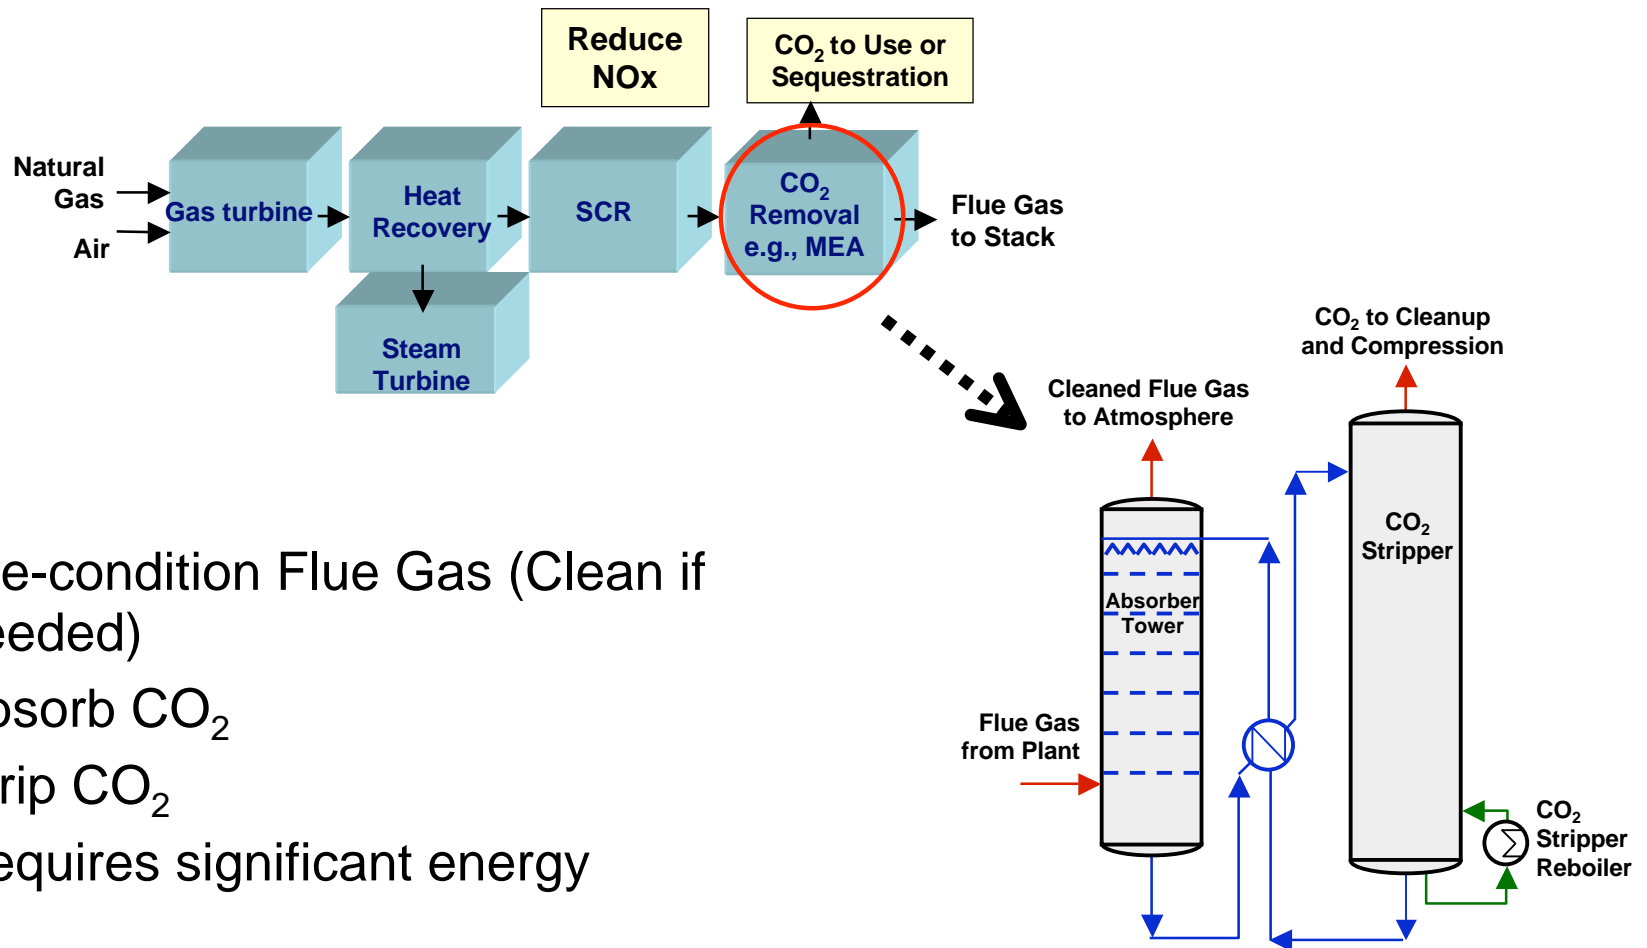 Reduce
NOx
CO₂ to Use or
Sequestration
Natural
Gas
Air
Gas turbine
Heat
Recovery
SCR
CO₂
Removal
e.g., MEA
Flue Gas
to Stack
Steam
Turbine
CO₂ to Cleanup
and Compression
Cleaned Flue Gas
to Atmosphere
CO₂
Stripper
Absorber
Tower
Flue Gas
from Plant
CO₂
Stripper
Reboiler
e-condition Flue Gas (Clean if
eeded)
bsorb CO₂
rip CO₂
equires significant energy